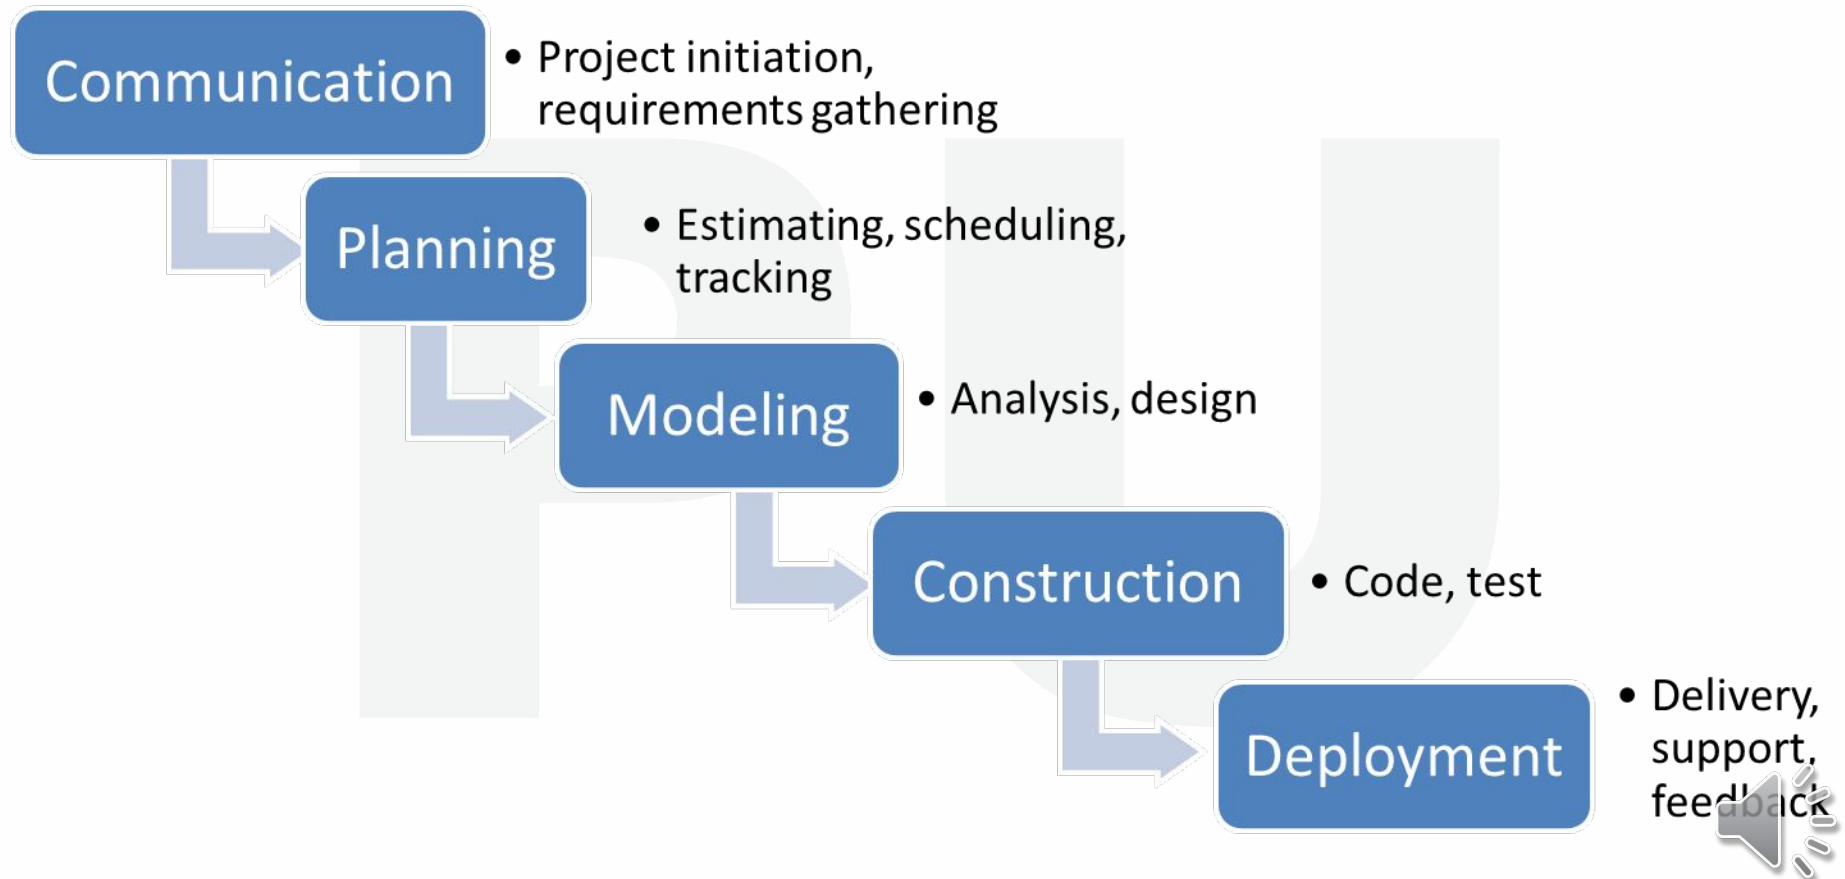 Communication
• Project initiation,
requirements gathering
Planning
• Estimating, scheduling,
tracking
Modeling
• Analysis, design
Construction
• Code, test
Deployment
• Delivery,
support,
feedback
PU